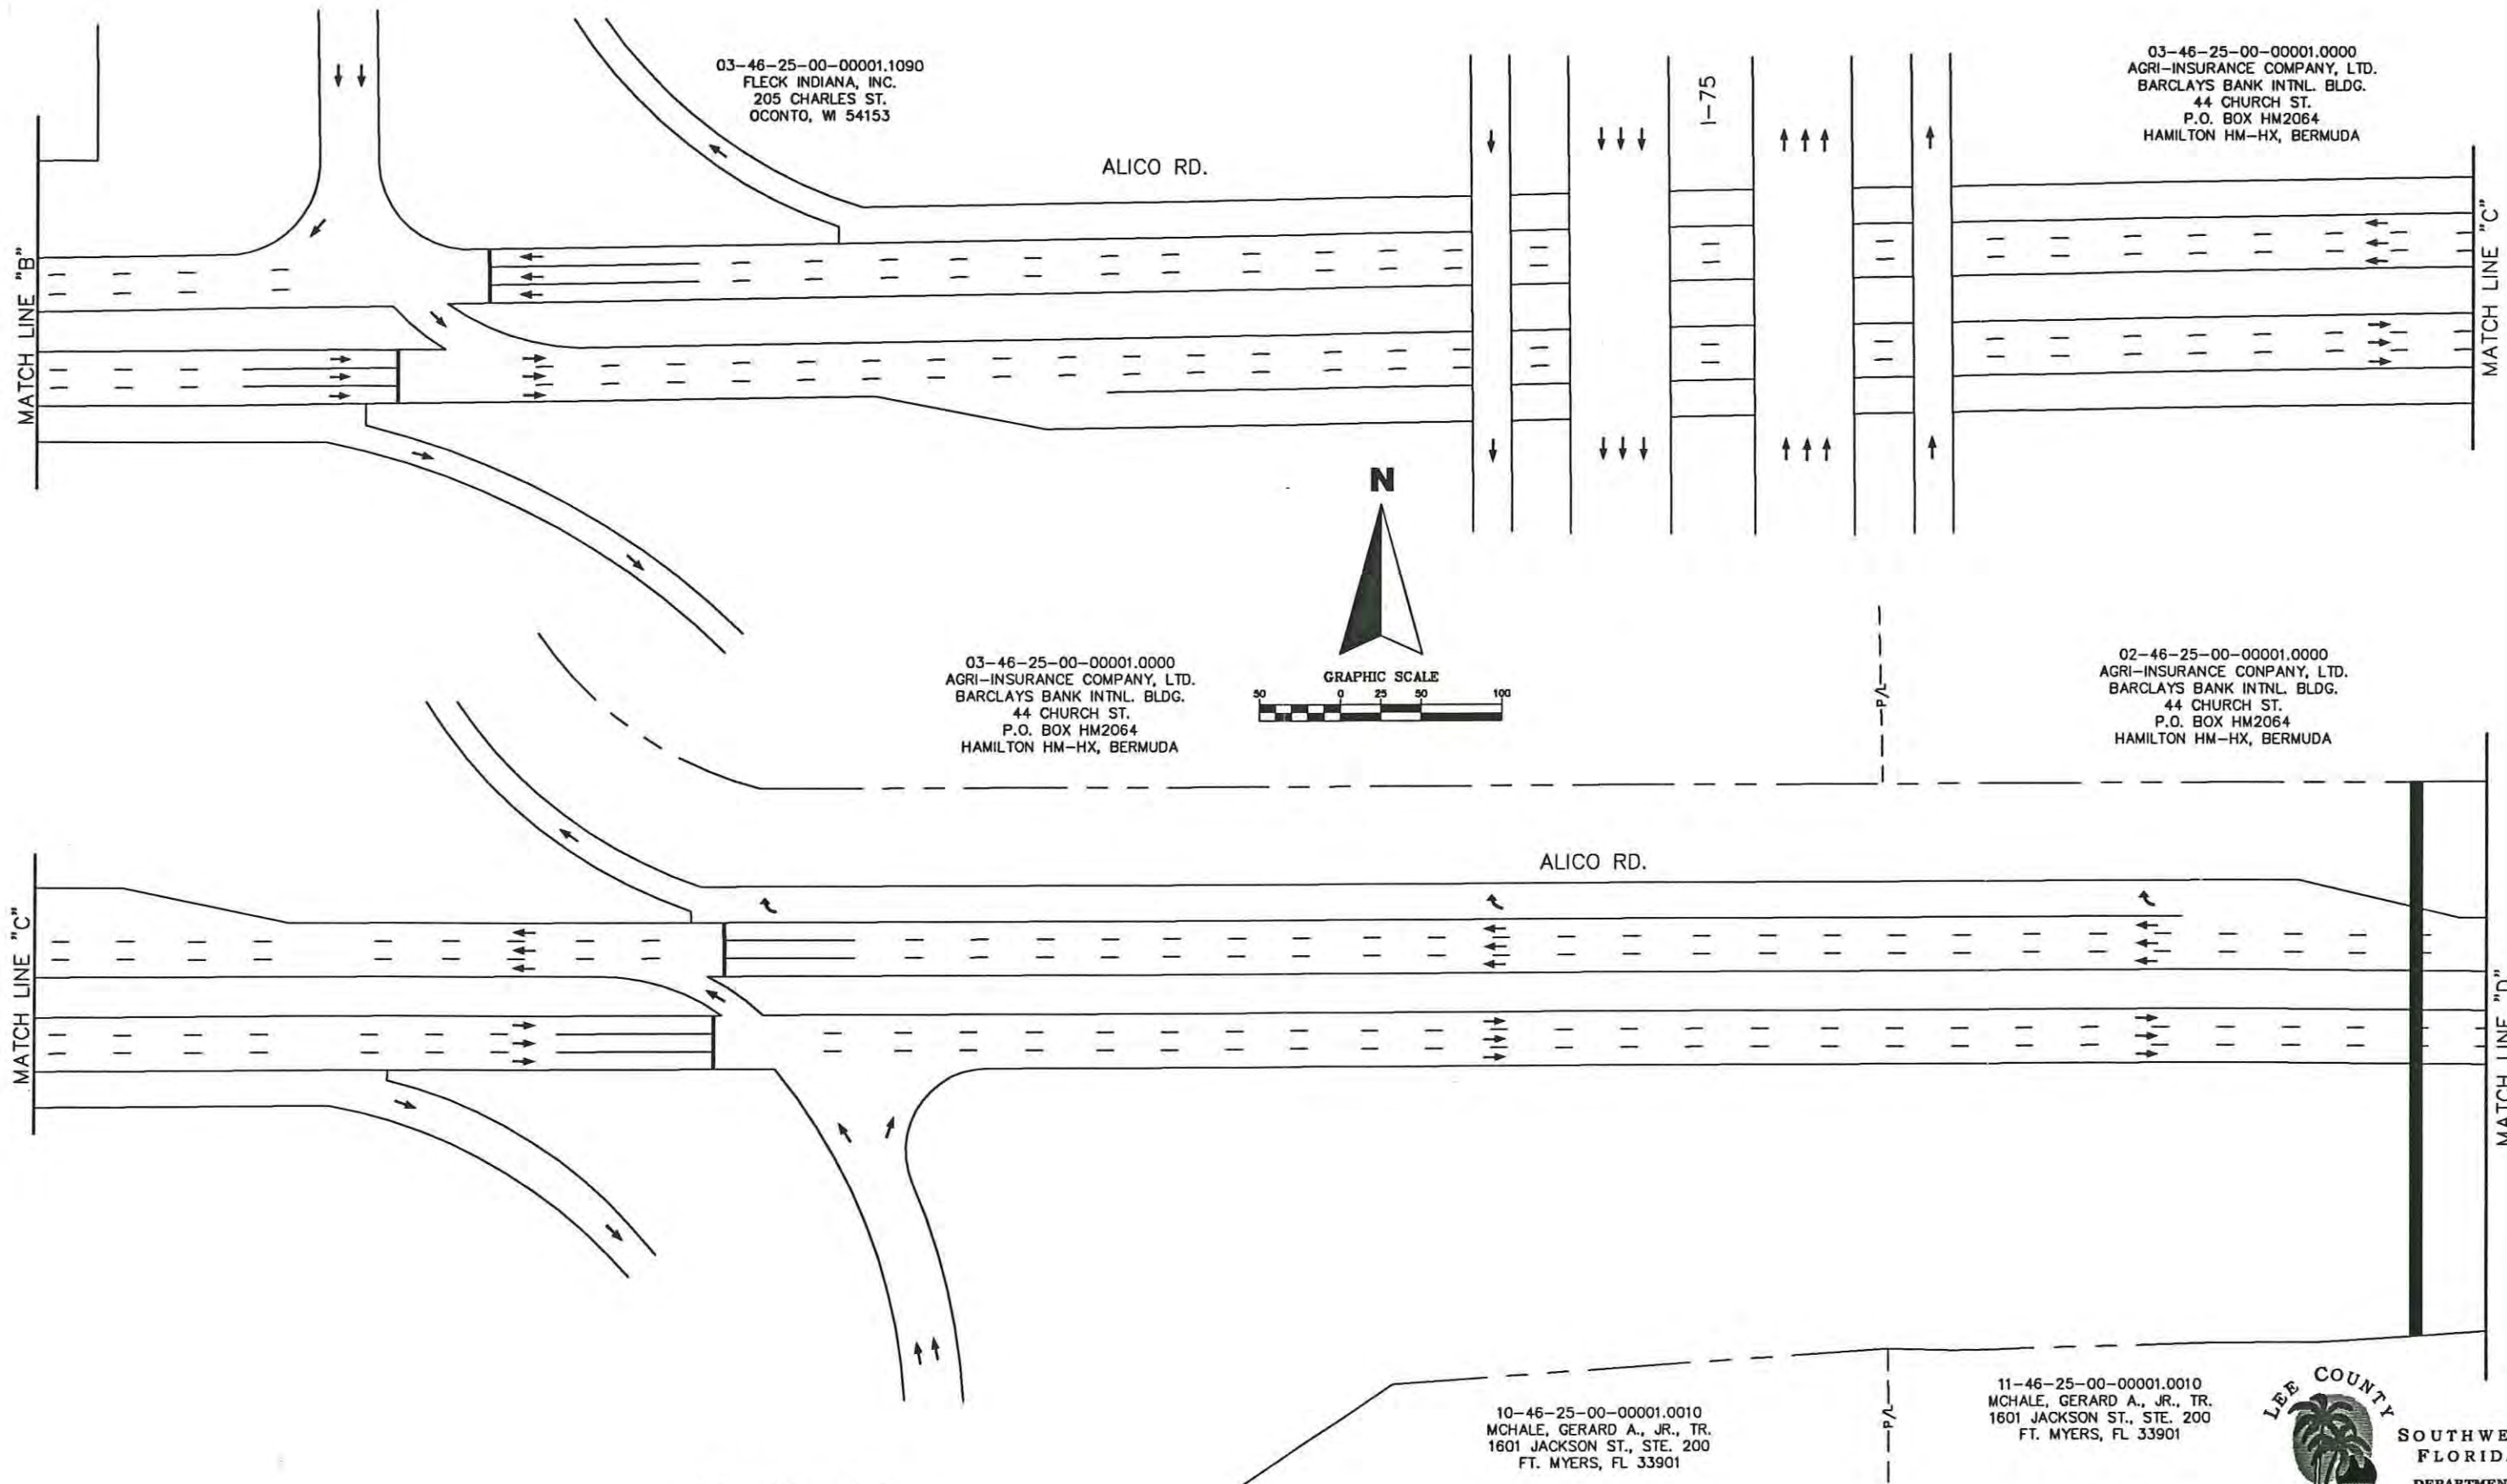 03-46-25-00-00001.1090
FLECK INDIANA, INC.
205 CHARLES ST.
OCONTO, WI 54153
03-46-25-00-00001.0000
AGRI-INSURANCE COMPANY, LTD.
BARCLAYS BANK INTNL. BLDG.
44 CHURCH ST.
P.O. BOX HM2064
HAMILTON HM-HX, BERMUDA
I-75
ALICO RD.
MATCH LINE "B"
MATCH LINE "C"
N
GRAPHIC SCALE
50 0 25 50 100
03-46-25-00-00001.0000
AGRI-INSURANCE COMPANY, LTD.
BARCLAYS BANK INTNL. BLDG.
44 CHURCH ST.
P.O. BOX HM2064
HAMILTON HM-HX, BERMUDA
P/L
02-46-25-00-00001.0000
AGRI-INSURANCE CONPANY, LTD.
BARCLAYS BANK INTNL. BLDG.
44 CHURCH ST.
P.O. BOX HM2064
HAMILTON HM-HX, BERMUDA
ALICO RD.
MATCH LINE "C"
MATCH LINE "D"
10-46-25-00-00001.0010
MCHALE, GERARD A., JR., TR.
1601 JACKSON ST., STE. 200
FT. MYERS, FL 33901
P/L
11-46-25-00-00001.0010
MCHALE, GERARD A., JR., TR.
1601 JACKSON ST., STE. 200
FT. MYERS, FL 33901
LEE COUNTY
SOUTHWE
FLORID
DEPARTMEN